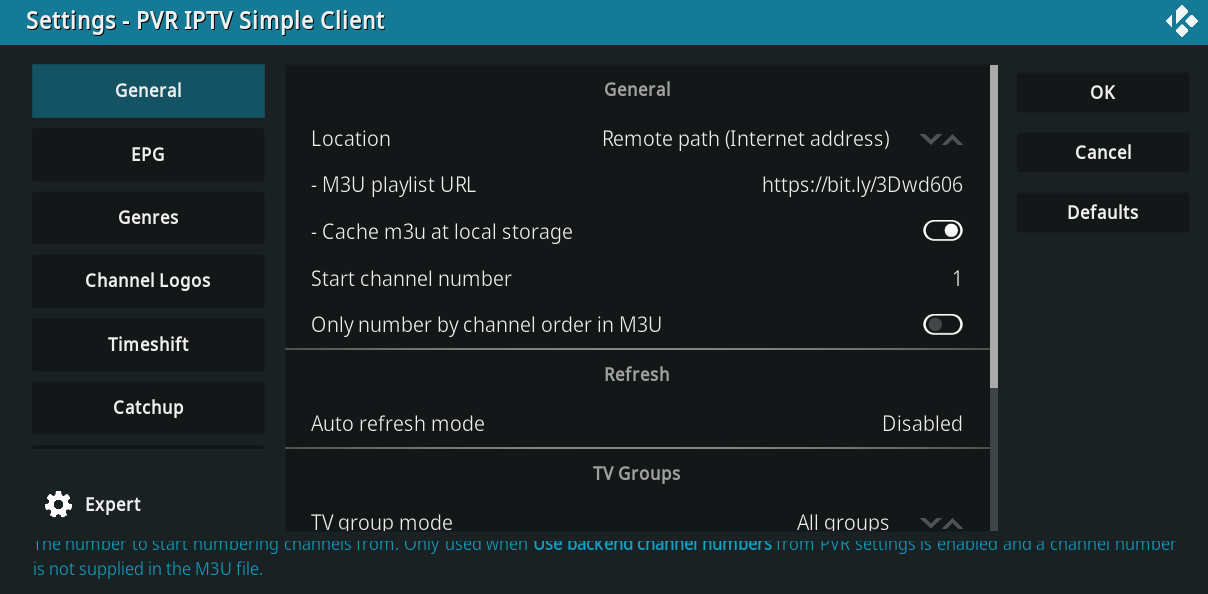 Settings - PVR IPTV Simple Client
General
EPG
Genres
Channel Logos
Timeshift
Catchup
Expert
General
Location Remote path (Internet address)
- M3U playlist URL https://bit.ly/3Dwd606
- Cache m3u at local storage
Start channel number 1
Only number by channel order in M3U
Refresh
Auto refresh mode Disabled
TV Groups
TV group mode All groups
OK
Cancel
Defaults
The number to start numbering channels from. Only used when Use backend channel numbers from PVR settings is enabled and a channel number
is not supplied in the M3U file.